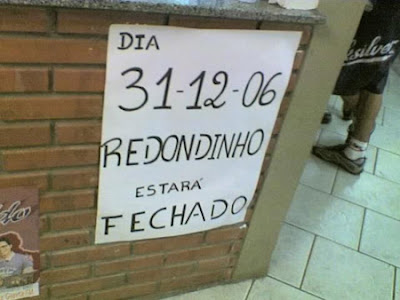 DIA
31-12-06
REDONDINHO
ESTARÁ
FECHADO